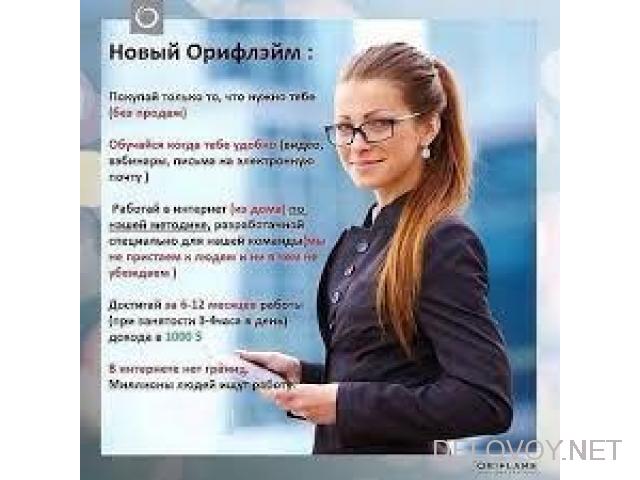 Новый Орифлэйм :
Покупай только то, что нужно тебе
(без продаж)
Обучайся когда тебе удобно (видео,
вэбинары, письма на электронную
почту )
Работай в интернет (из дома) по
нашей методике, разработаной
специально для нашей команды(мы
не пристаем к людям и ни в чем не
убеждаем )
Достигай за 6-12 месяцев работы
(при занятости 3-4часа в день)
дохода в 1000 $
В интернете нет границ.
Миллионы людей ищут работу.
DELOVOY.NET
ORIFLAME